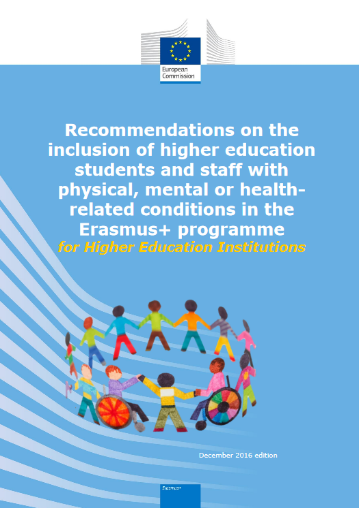 European
Commission
Recommendations on the
inclusion of higher education
students and staff with
physical, mental or health-
related conditions in the
Erasmus+ programme
for Higher Education Institutions
December 2016 edition